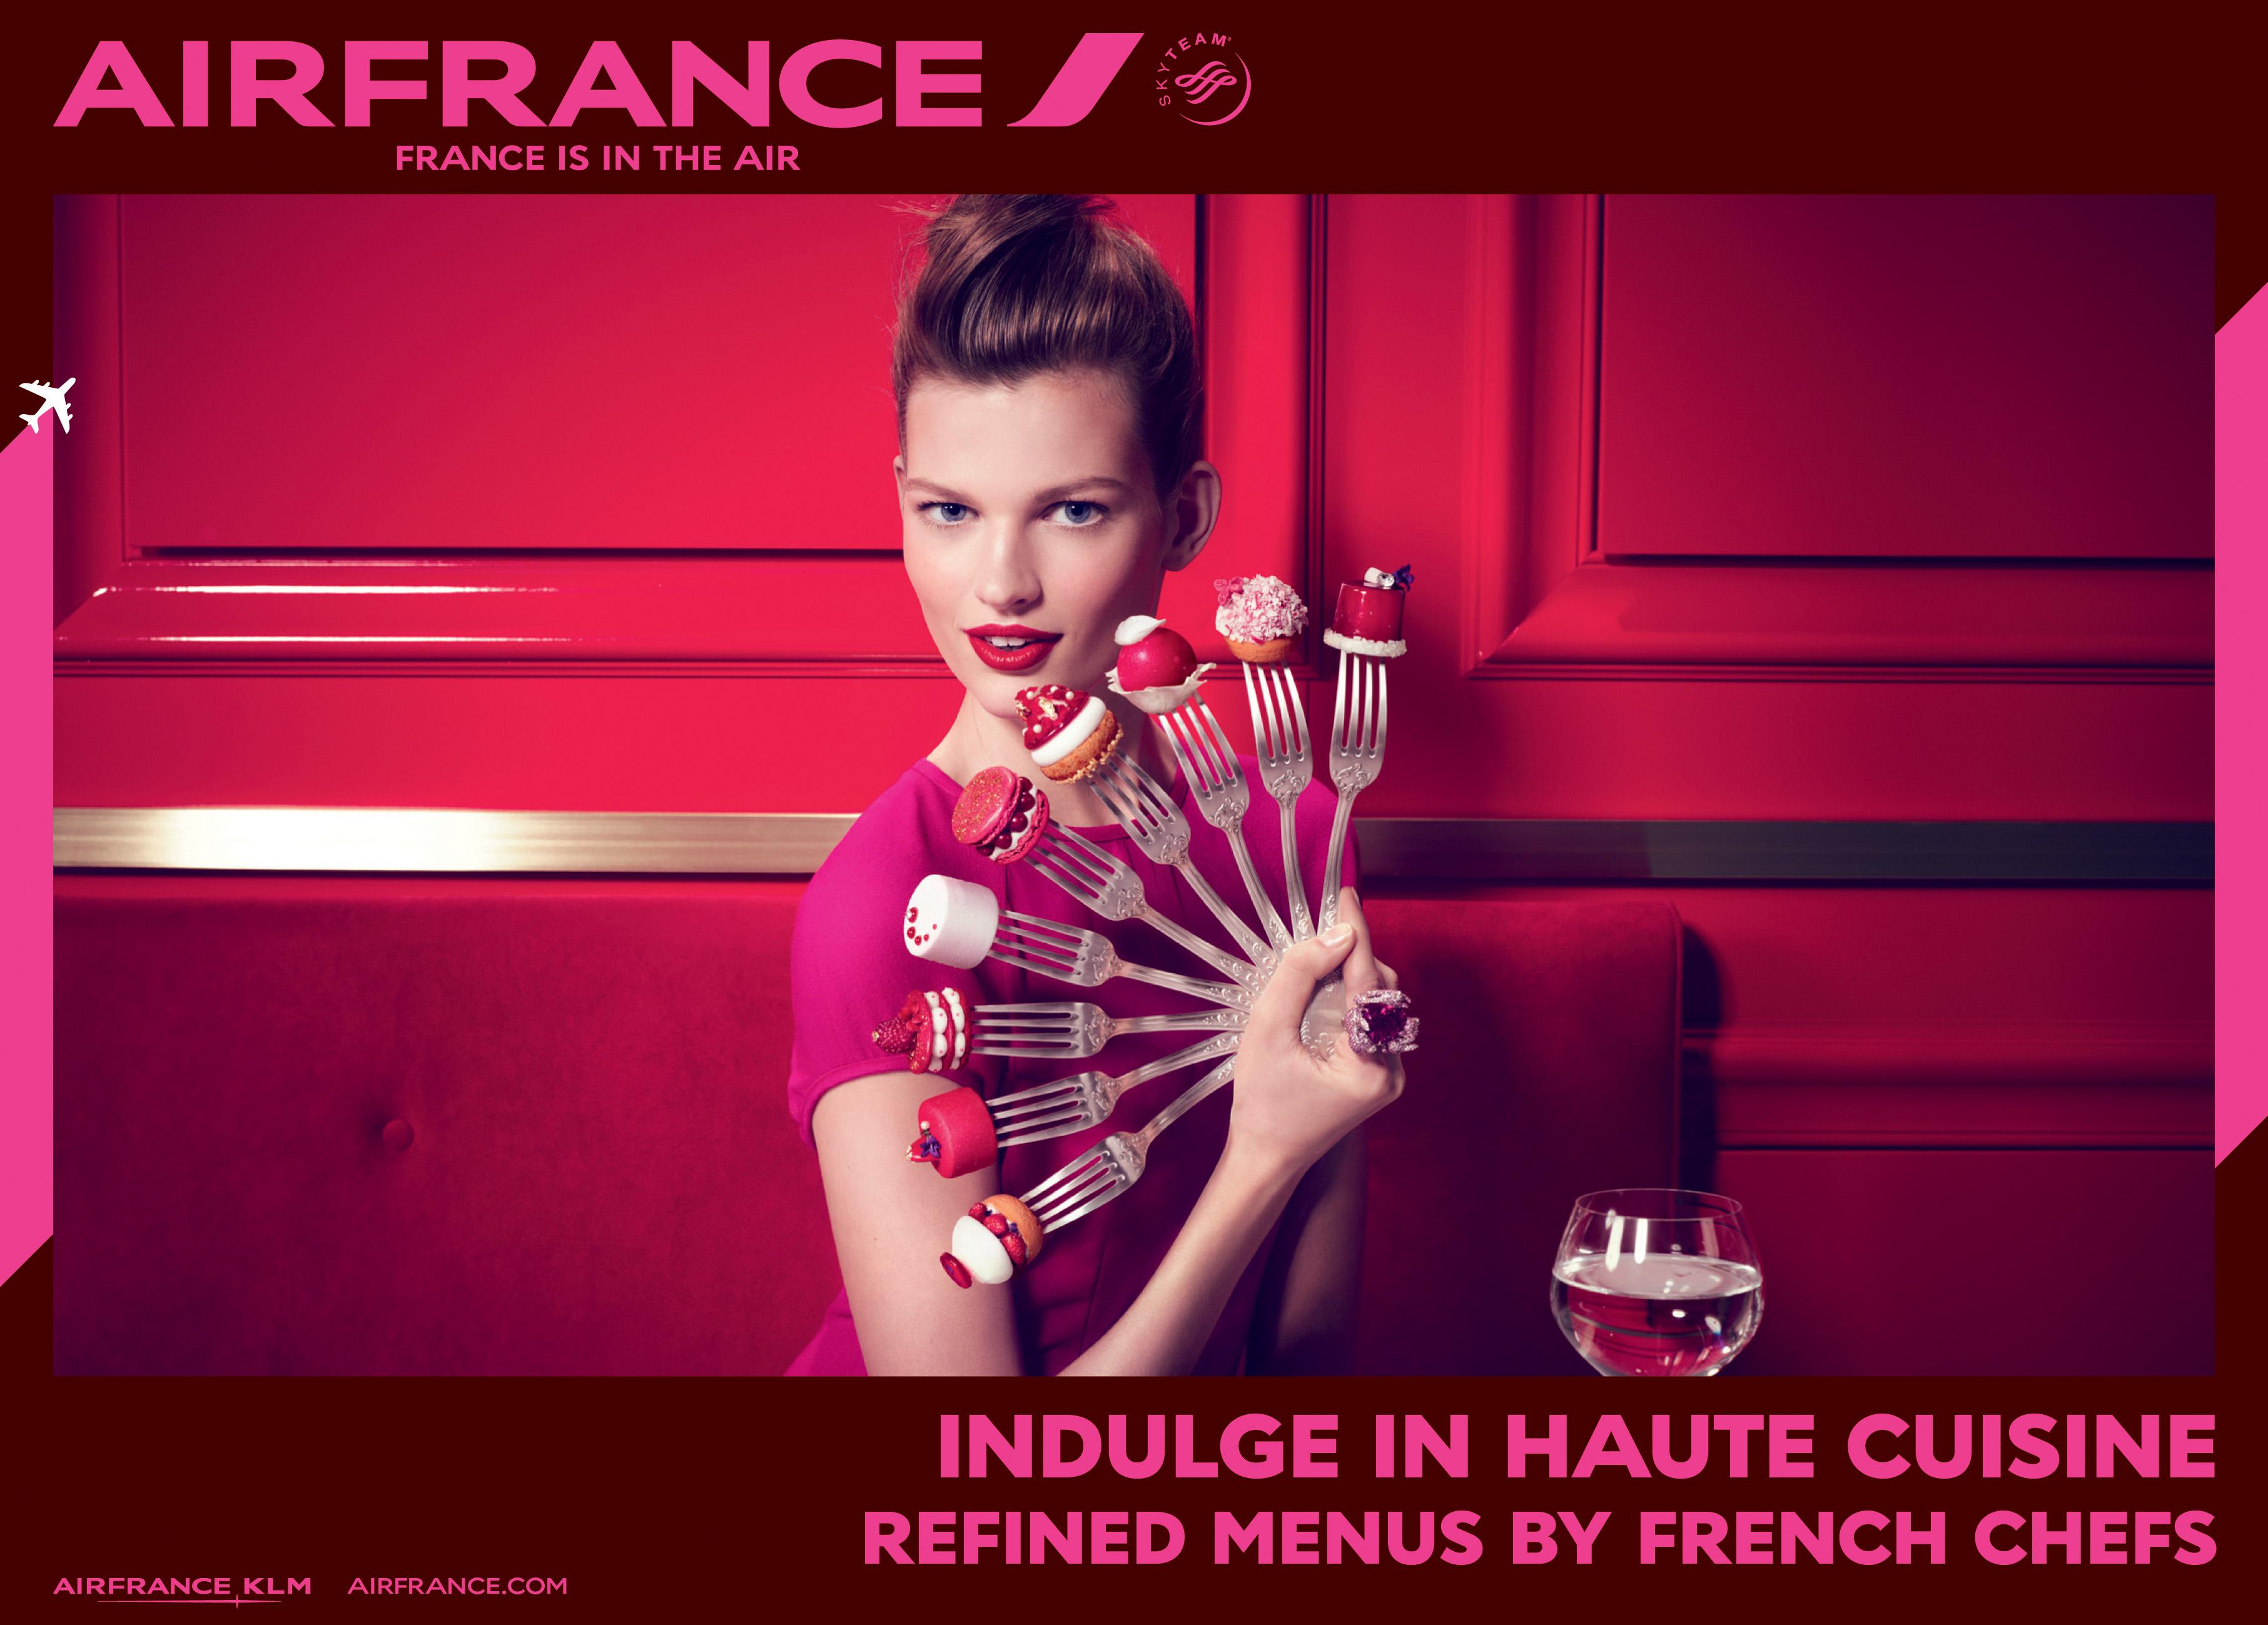 AIRFRANCE
SKYTEAM
FRANCE IS IN THE AIR
INDULGE IN HAUTE CUISINE
REFINED MENUS BY FRENCH CHEFS
AIRFRANCE KLM AIRFRANCE.COM